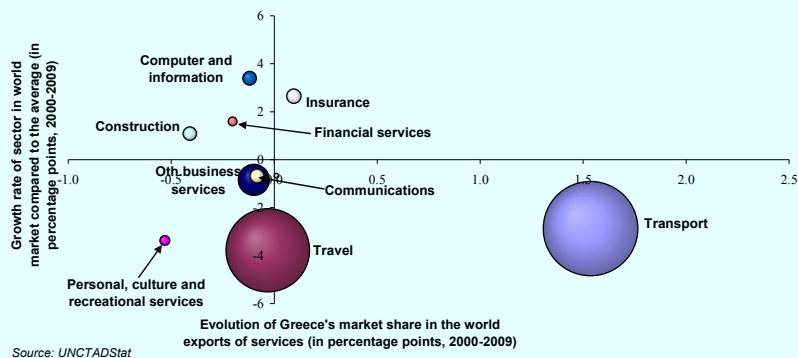 6
4
2
0
-2
-4
-6
-1.0
-0.5
0.0
0.5
1.0
1.5
2.0
2.5
Growth rate of sector in world
market compared to the average (in
percentage points, 2000-2009)
Computer and
information
Insurance
Construction
Financial services
Oth.business
services
Communications
Transport
Travel
Personal, culture and
recreational services
Evolution of Greece's market share in the world
exports of services (in percentage points, 2000-2009)
Source: UNCTADStat